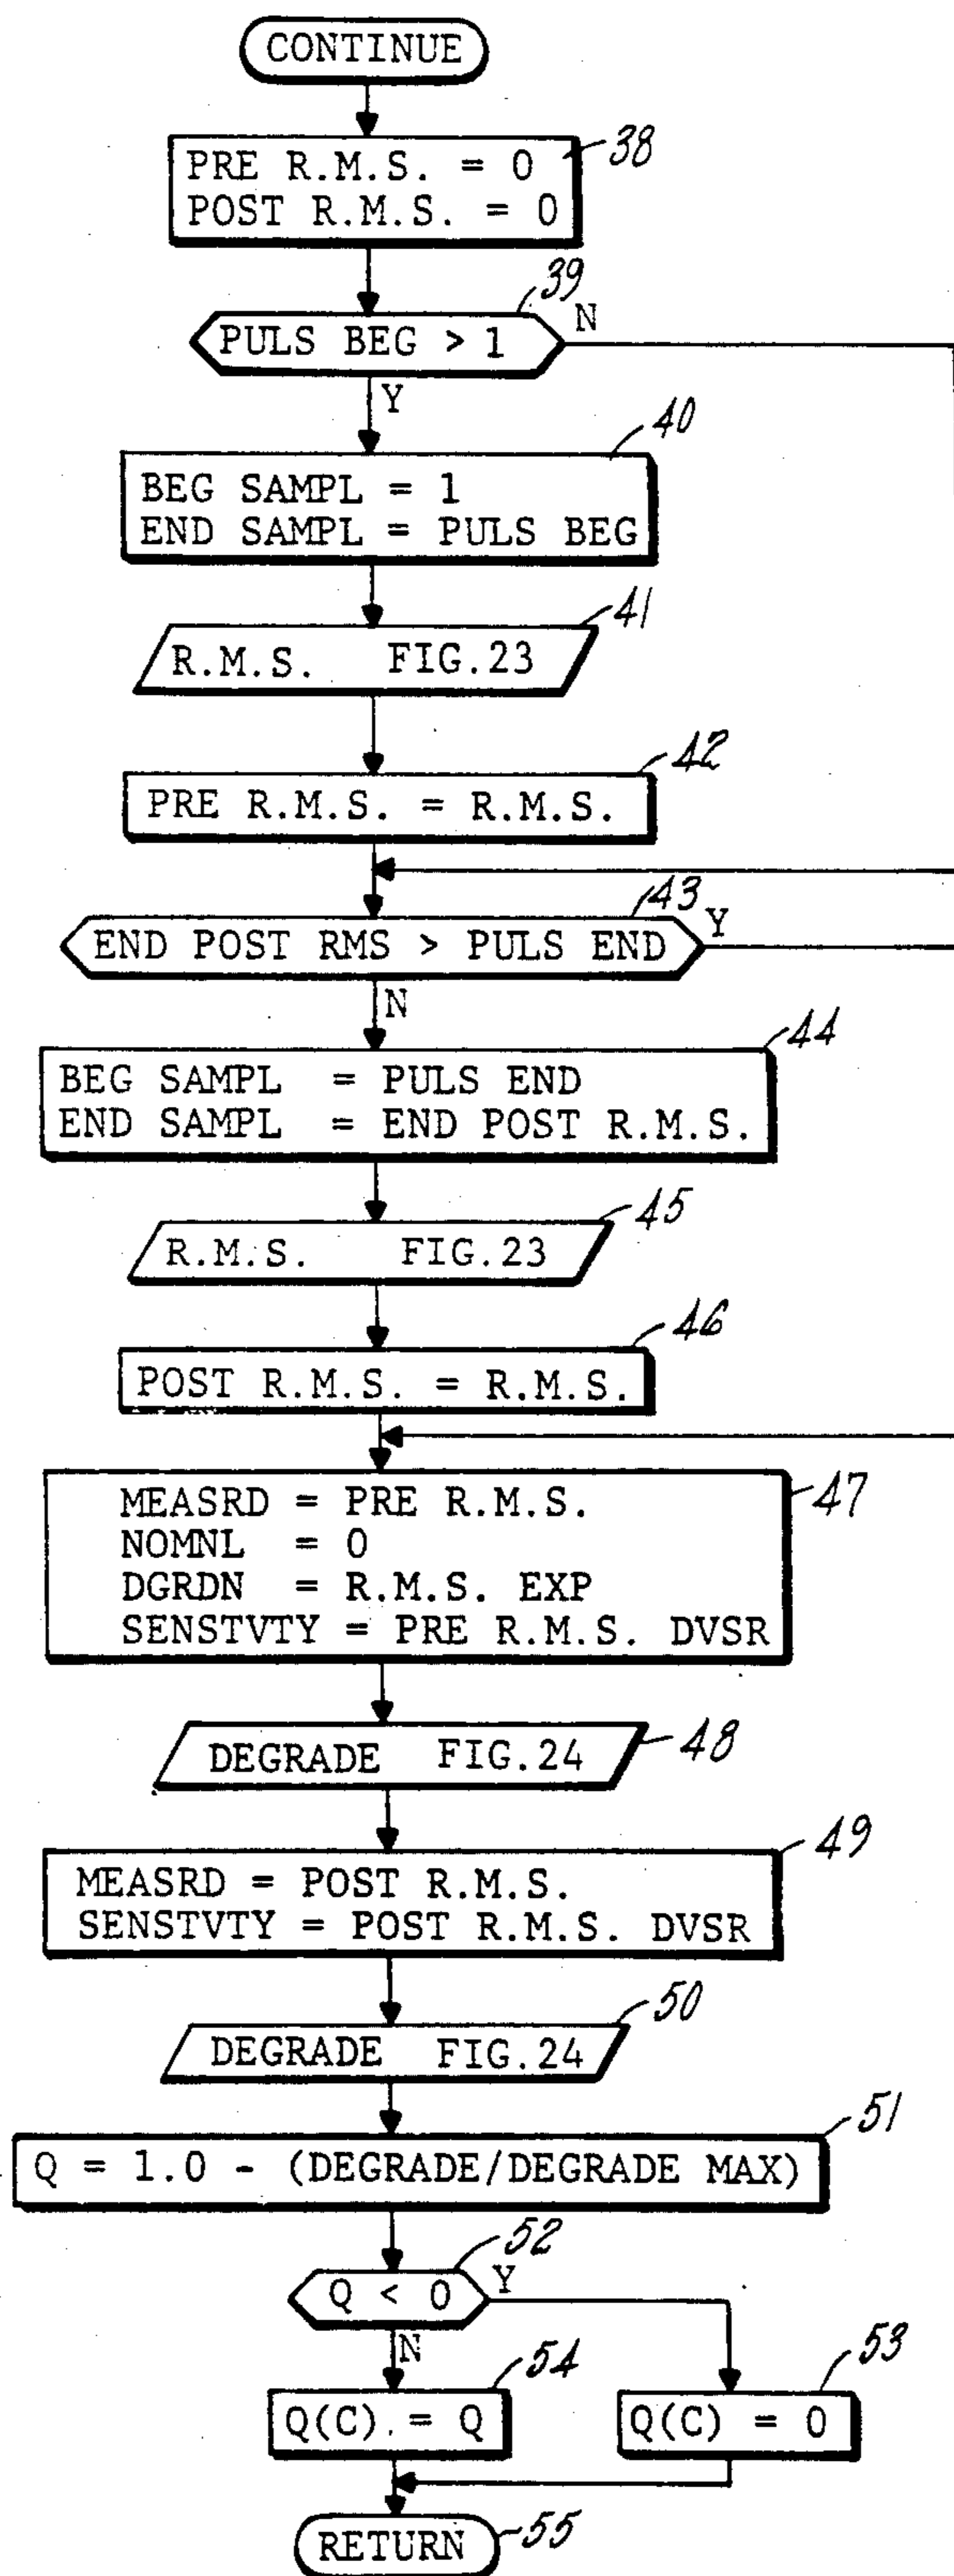 CONTINUE
38
PRE R.M.S. = 0
POST R.M.S. = 0
39
PULS BEG > 1
N
Y
40
BEG SAMPL = 1
END SAMPL = PULS BEG
41
R.M.S. FIG.23
42
PRE R.M.S. = R.M.S.
43
END POST RMS > PULS END
Y
N
44
BEG SAMPL = PULS END
END SAMPL = END POST R.M.S.
45
R.M.S. FIG.23
46
POST R.M.S. = R.M.S.
47
MEASRD = PRE R.M.S.
NOMNL = 0
DGRDN = R.M.S. EXP
SENSTVTY = PRE R.M.S. DVSR
48
DEGRADE FIG.24
49
MEASRD = POST R.M.S.
SENSTVTY = POST R.M.S. DVSR
50
DEGRADE FIG.24
51
Q = 1.0 - (DEGRADE/DEGRADE MAX)
52
Q < 0
Y
N
54
Q(C) = Q
53
Q(C) = 0
RETURN
55